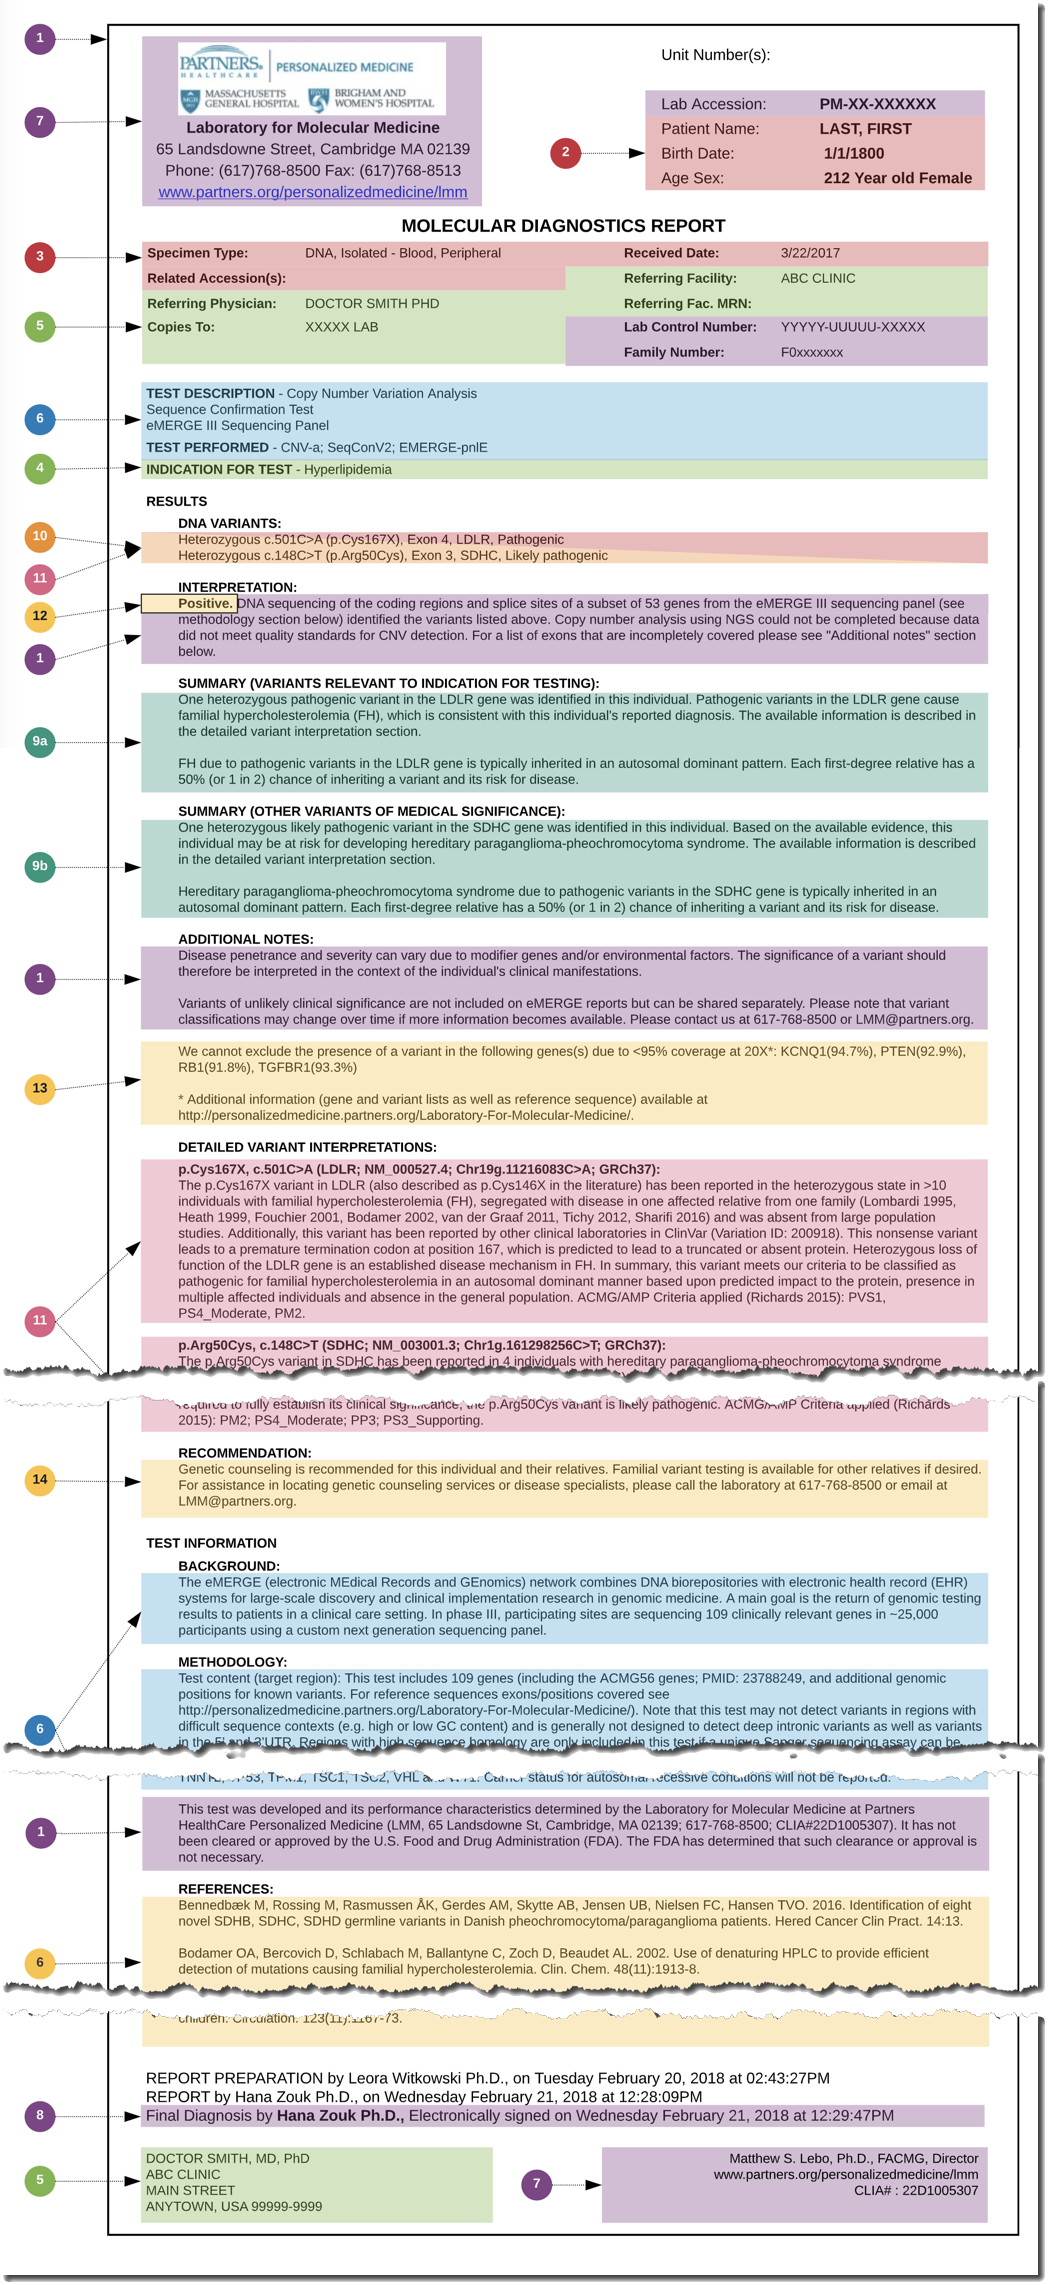 1
PARTNERS.
HEALTHCARE
PERSONALIZED MEDICINE
MGH
1811
MASSACHUSETTS
GENERAL HOSPITAL
BRIGHAM AND
WOMEN'S HOSPITAL
7
Laboratory for Molecular Medicine
65 Landsdowne Street, Cambridge MA 02139
Phone: (617)768-8500 Fax: (617)768-8513
www.partners.org/personalizedmedicine/lmm
Unit Number(s):
Lab Accession: PM-XX-XXXXXX
Patient Name: LAST, FIRST
2
Birth Date: 1/1/1800
Age Sex: 212 Year old Female
MOLECULAR DIAGNOSTICS REPORT
3
Specimen Type: DNA, Isolated - Blood, Peripheral Received Date: 3/22/2017
Related Accession(s): Referring Facility: ABC CLINIC
Referring Physician: DOCTOR SMITH PHD Referring Fac. MRN:
5
Copies To: XXXXX LAB Lab Control Number: YYYYY-UUUUU-XXXXX
Family Number: F0xxxxxxx
TEST DESCRIPTION - Copy Number Variation Analysis
Sequence Confirmation Test
6
eMERGE III Sequencing Panel
TEST PERFORMED - CNV-a; SeqConV2; EMERGE-pnlE
4
INDICATION FOR TEST - Hyperlipidemia
RESULTS
DNA VARIANTS:
10
Heterozygous c.501C>A (p.Cys167X), Exon 4, LDLR, Pathogenic
Heterozygous c.148C>T (p.Arg50Cys), Exon 3, SDHC, Likely pathogenic
11
INTERPRETATION:
12
Positive. DNA sequencing of the coding regions and splice sites of a subset of 53 genes from the eMERGE III sequencing panel (see
methodology section below) identified the variants listed above. Copy number analysis using NGS could not be completed because data
did not meet quality standards for CNV detection. For a list of exons that are incompletely covered please see "Additional notes" section
below.
1
SUMMARY (VARIANTS RELEVANT TO INDICATION FOR TESTING):
One heterozygous pathogenic variant in the LDLR gene was identified in this individual. Pathogenic variants in the LDLR gene cause
familial hypercholesterolemia (FH), which is consistent with this individual's reported diagnosis. The available information is described in
the detailed variant interpretation section.
9a
FH due to pathogenic variants in the LDLR gene is typically inherited in an autosomal dominant pattern. Each first-degree relative has a
50% (or 1 in 2) chance of inheriting a variant and its risk for disease.
SUMMARY (OTHER VARIANTS OF MEDICAL SIGNIFICANCE):
One heterozygous likely pathogenic variant in the SDHC gene was identified in this individual. Based on the available evidence, this
individual may be at risk for developing hereditary paraganglioma-pheochromocytoma syndrome. The available information is described
in the detailed variant interpretation section.
9b
Hereditary paraganglioma-pheochromocytoma syndrome due to pathogenic variants in the SDHC gene is typically inherited in an
autosomal dominant pattern. Each first-degree relative has a 50% (or 1 in 2) chance of inheriting a variant and its risk for disease.
ADDITIONAL NOTES:
Disease penetrance and severity can vary due to modifier genes and/or environmental factors. The significance of a variant should
therefore be interpreted in the context of the individual's clinical manifestations.
1
Variants of unlikely clinical significance are not included on eMERGE reports but can be shared separately. Please note that variant
classifications may change over time if more information becomes available. Please contact us at 617-768-8500 or LMM@partners.org.
We cannot exclude the presence of a variant in the following genes(s) due to <95% coverage at 20X*: KCNQ1(94.7%), PTEN(92.9%),
RB1(91.8%), TGFBR1(93.3%)
13
* Additional information (gene and variant lists as well as reference sequence) available at
http://personalizedmedicine.partners.org/Laboratory-For-Molecular-Medicine/.
DETAILED VARIANT INTERPRETATIONS:
p.Cys167X, c.501C>A (LDLR; NM_000527.4; Chr19g.11216083C>A; GRCh37):
The p.Cys167X variant in LDLR (also described as p.Cys146X in the literature) has been reported in the heterozygous state in >10
individuals with familial hypercholesterolemia (FH), segregated with disease in one affected relative from one family (Lombardi 1995,
Heath 1999, Fouchier 2001, Bodamer 2002, van der Graaf 2011, Tichy 2012, Sharifi 2016) and was absent from large population
studies. Additionally, this variant has been reported by other clinical laboratories in ClinVar (Variation ID: 200918). This nonsense variant
leads to a premature termination codon at position 167, which is predicted to lead to a truncated or absent protein. Heterozygous loss of
function of the LDLR gene is an established disease mechanism in FH. In summary, this variant meets our criteria to be classified as
pathogenic for familial hypercholesterolemia in an autosomal dominant manner based upon predicted impact to the protein, presence in
multiple affected individuals and absence in the general population. ACMG/AMP Criteria applied (Richards 2015): PVS1,
PS4_Moderate, PM2.
11
p.Arg50Cys, c.148C>T (SDHC; NM_003001.3; Chr1g.161298256C>T; GRCh37):
The p.Arg50Cys variant in SDHC has been reported in 4 individuals with hereditary paraganglioma-pheochromocytoma syndrome
required to fully establish its clinical significance, the p.Arg50Cys variant is likely pathogenic. ACMG/AMP Criteria applied (Richards
2015): PM2; PS4_Moderate; PP3; PS3_Supporting.
RECOMMENDATION:
14
Genetic counseling is recommended for this individual and their relatives. Familial variant testing is available for other relatives if desired.
For assistance in locating genetic counseling services or disease specialists, please call the laboratory at 617-768-8500 or email at
LMM@partners.org.
TEST INFORMATION
BACKGROUND:
The eMERGE (electronic MEdical Records and GEnomics) network combines DNA biorepositories with electronic health record (EHR)
systems for large-scale discovery and clinical implementation research in genomic medicine. A main goal is the return of genomic testing
results to patients in a clinical care setting. In phase III, participating sites are sequencing 109 clinically relevant genes in ~25,000
participants using a custom next generation sequencing panel.
METHODOLOGY:
Test content (target region): This test includes 109 genes (including the ACMG56 genes; PMID: 23788249, and additional genomic
positions for known variants. For reference sequences exons/positions covered see
http://personalizedmedicine.partners.org/Laboratory-For-Molecular-Medicine/). Note that this test may not detect variants in regions with
6
difficult sequence contexts (e.g. high or low GC content) and is generally not designed to detect deep intronic variants as well as variants
in the 5' and 3'UTR. Regions with high sequence homology are only included in this test if a unique Sanger sequencing assay can be
TP53, TPM1, TSC1, TSC2, VHL and WT1. Carrier status for autosomal recessive conditions will not be reported.
1
This test was developed and its performance characteristics determined by the Laboratory for Molecular Medicine at Partners
HealthCare Personalized Medicine (LMM, 65 Landsdowne St, Cambridge, MA 02139; 617-768-8500; CLIA#22D1005307). It has not
been cleared or approved by the U.S. Food and Drug Administration (FDA). The FDA has determined that such clearance or approval is
not necessary.
REFERENCES:
Bennedbæk M, Rossing M, Rasmussen ÅK, Gerdes AM, Skytte AB, Jensen UB, Nielsen FC, Hansen TVO. 2016. Identification of eight
novel SDHB, SDHC, SDHD germline variants in Danish pheochromocytoma/paraganglioma patients. Hered Cancer Clin Pract. 14:13.
6
Bodamer OA, Bercovich D, Schlabach M, Ballantyne C, Zoch D, Beaudet AL. 2002. Use of denaturing HPLC to provide efficient
detection of mutations causing familial hypercholesterolemia. Clin. Chem. 48(11):1913-8.
children. Circulation. 123(11):1167-73.
REPORT PREPARATION by Leora Witkowski Ph.D., on Tuesday February 20, 2018 at 02:43:27PM
REPORT by Hana Zouk Ph.D., on Wednesday February 21, 2018 at 12:28:09PM
8
Final Diagnosis by Hana Zouk Ph.D., Electronically signed on Wednesday February 21, 2018 at 12:29:47PM
5
DOCTOR SMITH, MD, PhD
ABC CLINIC
MAIN STREET
ANYTOWN, USA 99999-9999
7
Matthew S. Lebo, Ph.D., FACMG, Director
www.partners.org/personalizedmedicine/lmm
CLIA# : 22D1005307